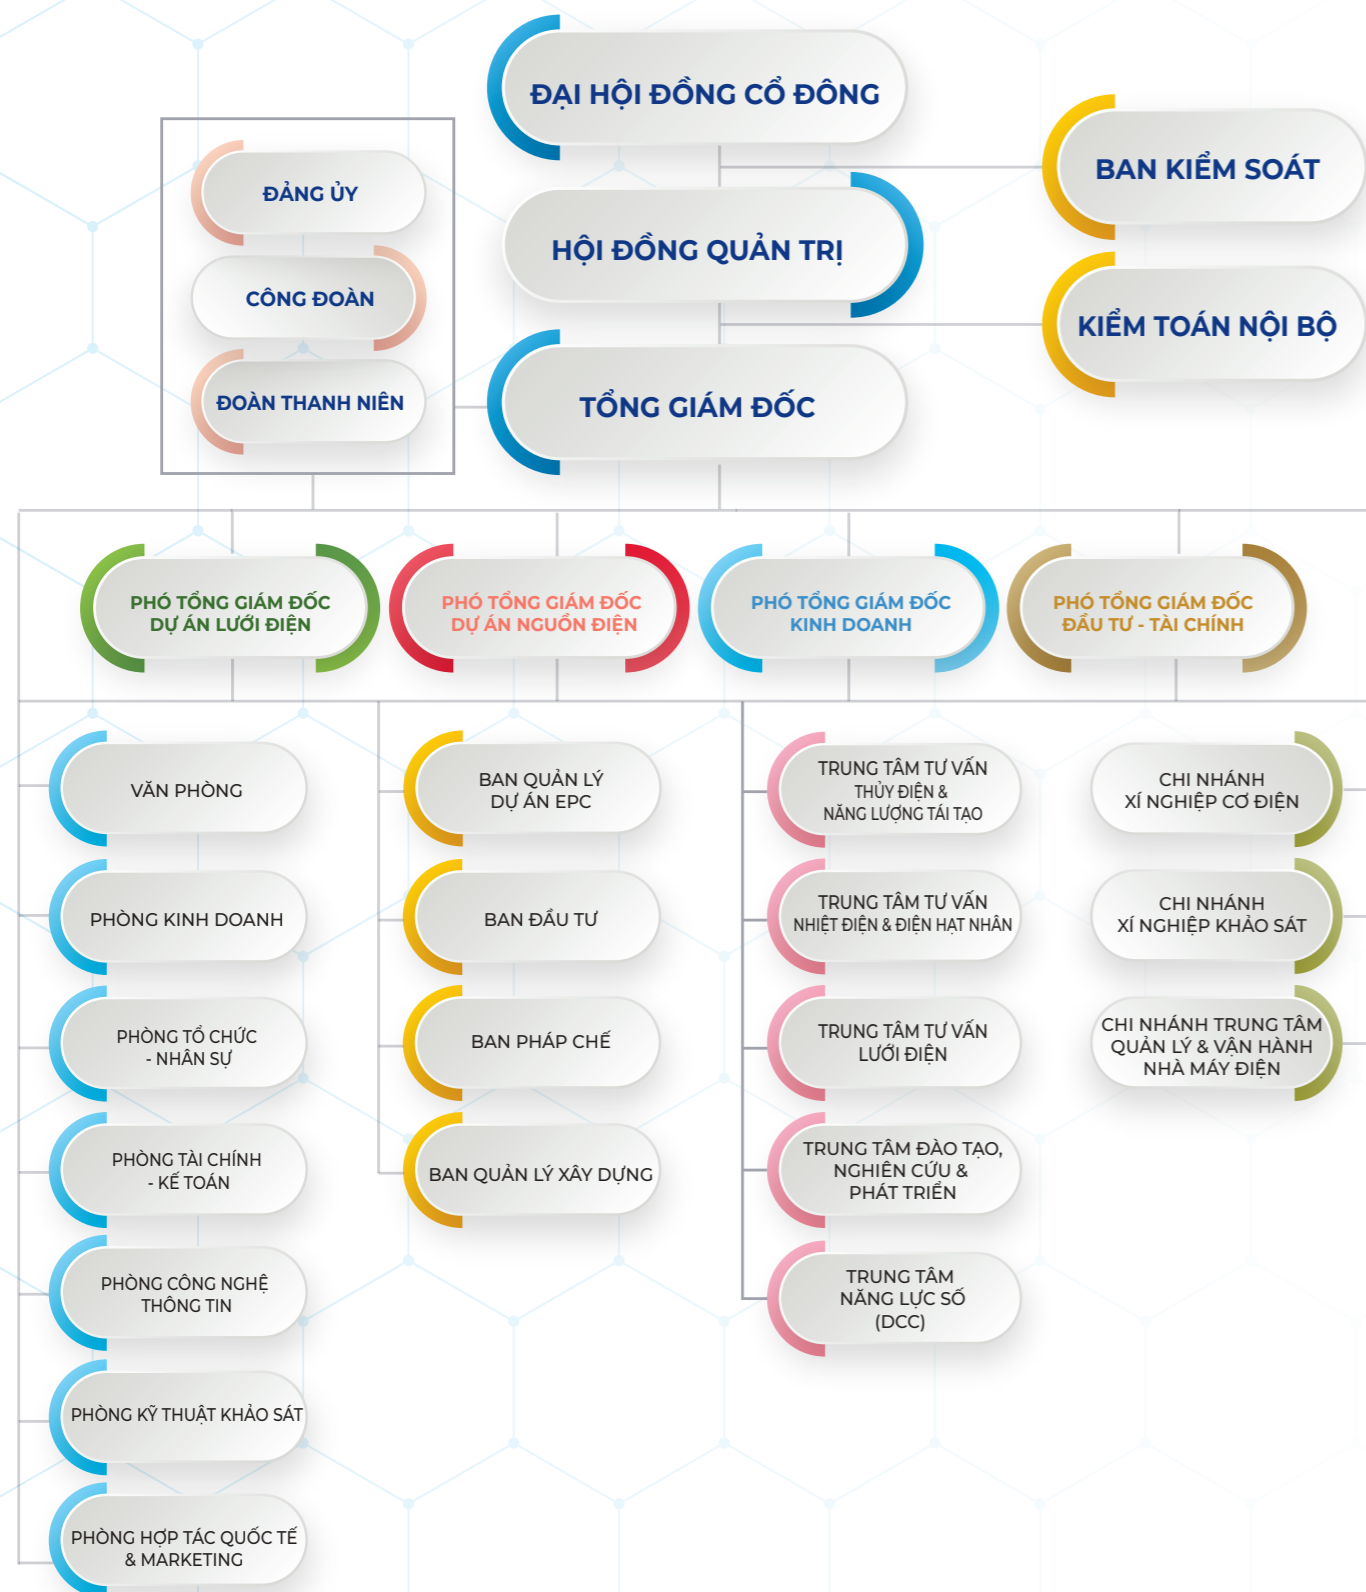 ĐẠI HỘI ĐỒNG CỔ ĐÔNG
BAN KIỂM SOÁT
ĐẢNG ỦY
HỘI ĐỒNG QUẢN TRỊ
CÔNG ĐOÀN
KIỂM TOÁN NỘI BỘ
ĐOÀN THANH NIÊN
TỔNG GIÁM ĐỐC
PHÓ TỔNG GIÁM ĐỐC
DỰ ÁN LƯỚI ĐIỆN
PHÓ TỔNG GIÁM ĐỐC
DỰ ÁN NGUỒN ĐIỆN
PHÓ TỔNG GIÁM ĐỐC
KINH DOANH
PHÓ TỔNG GIÁM ĐỐC
ĐẦU TƯ - TÀI CHÍNH
VĂN PHÒNG
PHÒNG KINH DOANH
PHÒNG TỔ CHỨC
- NHÂN SỰ
PHÒNG TÀI CHÍNH
- KẾ TOÁN
PHÒNG CÔNG NGHỆ
THÔNG TIN
PHÒNG KỸ THUẬT KHẢO SÁT
PHÒNG HỢP TÁC QUỐC TẾ
& MARKETING
BAN QUẢN LÝ
DỰ ÁN EPC
BAN ĐẦU TƯ
BAN PHÁP CHẾ
BAN QUẢN LÝ XÂY DỰNG
TRUNG TÂM TƯ VẤN
THỦY ĐIỆN &
NĂNG LƯỢNG TÁI TẠO
TRUNG TÂM TƯ VẤN
NHIỆT ĐIỆN & ĐIỆN HẠT NHÂN
TRUNG TÂM TƯ VẤN
LƯỚI ĐIỆN
TRUNG TÂM ĐÀO TẠO,
NGHIÊN CỨU &
PHÁT TRIỂN
TRUNG TÂM
NĂNG LỰC SỐ
(DCC)
CHI NHÁNH
XÍ NGHIỆP CƠ ĐIỆN
CHI NHÁNH
XÍ NGHIỆP KHẢO SÁT
CHI NHÁNH TRUNG TÂM
QUẢN LÝ & VẬN HÀNH
NHÀ MÁY ĐIỆN